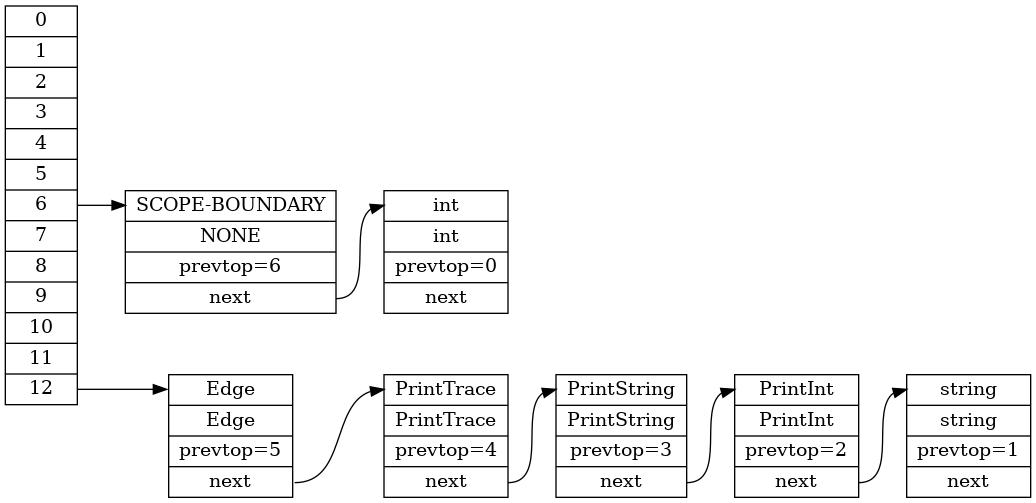 0
1
2
3
4
5
6
7
8
9
10
11
12
SCOPE-BOUNDARY
NONE
prevtop=6
next
int
int
prevtop=0
next
Edge
Edge
prevtop=5
next
PrintTrace
PrintTrace
prevtop=4
next
PrintString
PrintString
prevtop=3
next
PrintInt
PrintInt
prevtop=2
next
string
string
prevtop=1
next